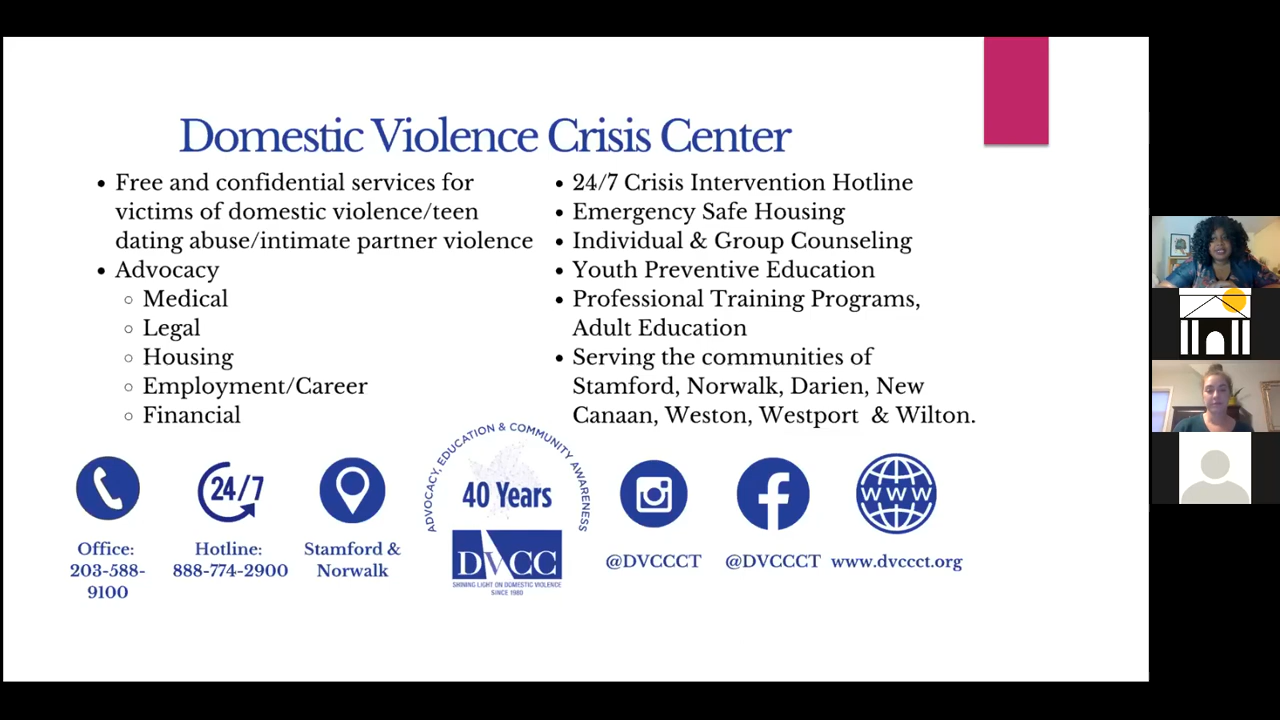 Domestic Violence Crisis Center
• Free and confidential services for
victims of domestic violence/teen
dating abuse/intimate partner violence
• Advocacy
○ Medical
○ Legal
○ Housing
○ Employment/Career
○ Financial
• 24/7 Crisis Intervention Hotline
• Emergency Safe Housing
• Individual & Group Counseling
• Youth Preventive Education
• Professional Training Programs,
Adult Education
• Serving the communities of
Stamford, Norwalk, Darien, New
Canaan, Weston, Westport & Wilton.
Office:
203-588-
9100
24/7
Hotline:
888-774-2900
Stamford &
Norwalk
ADVOCACY, EDUCATION & COMMUNITY AWARENESS
40 Years
DVCC
SHINING LIGHT ON DOMESTIC VIOLENCE
SINCE 1980
@DVCCCT
@DVCCCT
WWW
www.dvccct.org